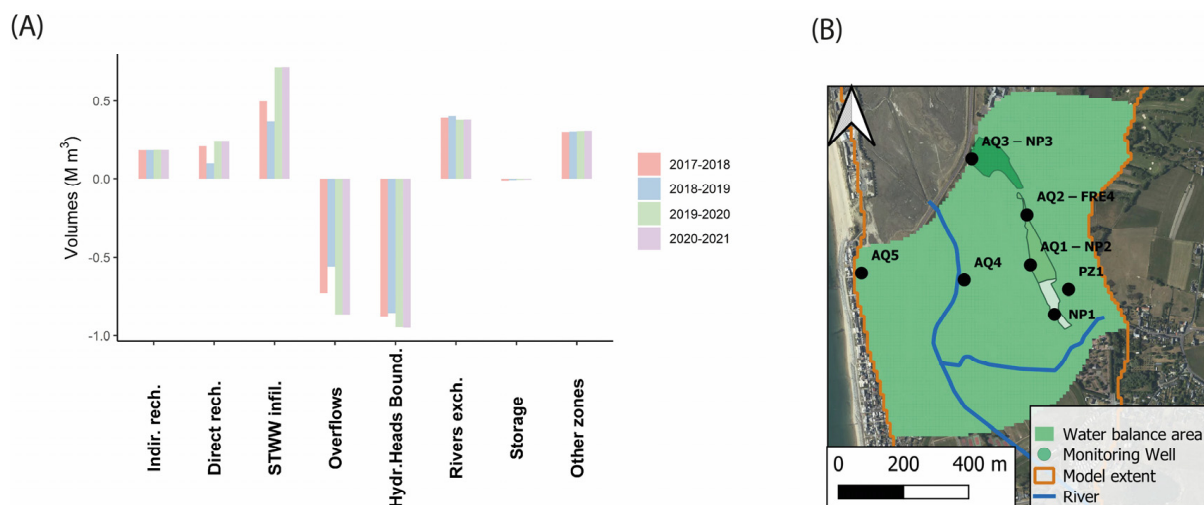 (A)
(B)
0.5
0.0
-0.5
-1.0
Volumes (M m³)
Indir. rech.
Direct rech.
STWW infil.
Overflows
Hydr.Heads Bound.
Rivers exch.
Storage
Other zones
2017-2018
2018-2019
2019-2020
2020-2021
AQ3 – NP3
AQ2 – FRE4
AQ1 – NP2
AQ5
AQ4
PZ1
NP1
0 200 400 m
Water balance area
Monitoring Well
Model extent
River